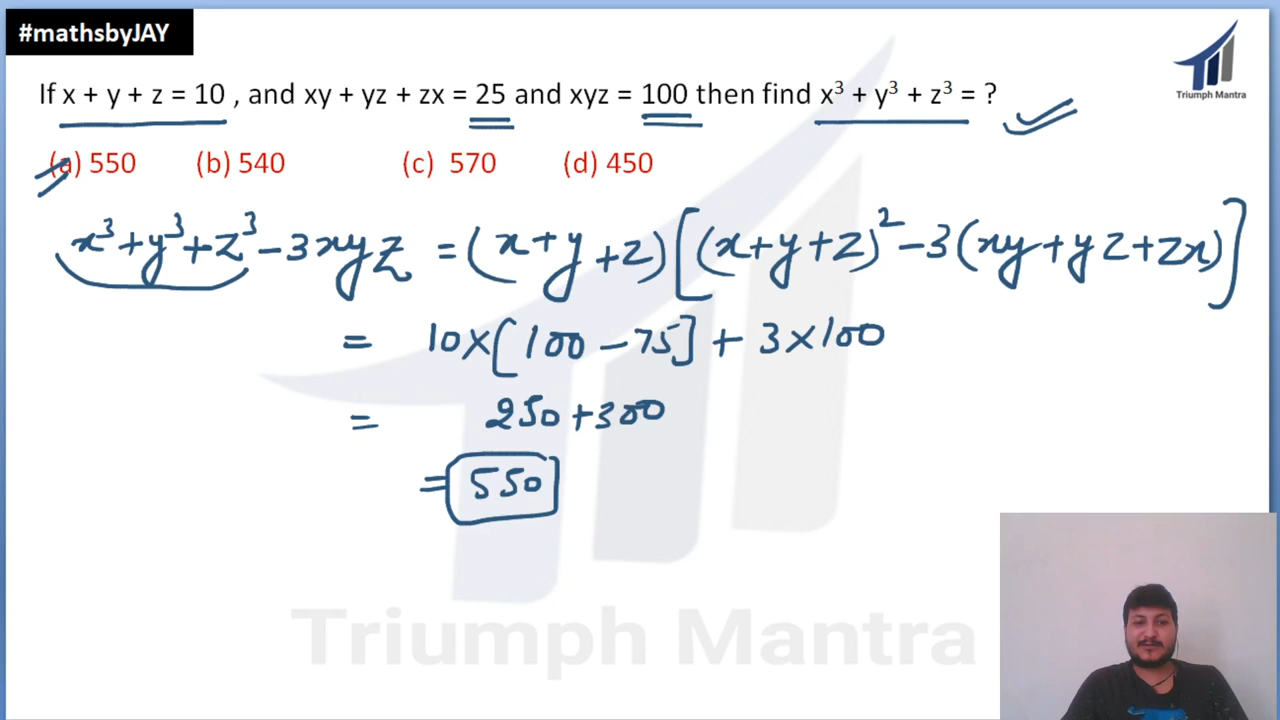 #mathsbyJAY
Triumph Mantra
If x + y + z = 10 , and xy + yz + zx = 25 and xyz = 100 then find x³ + y³ + z³ = ?
(a) 550 (b) 540 (c) 570 (d) 450
x³ + y³ + z³ - 3xyz = (x + y + z) [(x + y + z)² - 3(xy + yz + zx)]
= 10 × [100 - 75] + 3 × 100
= 250 + 300
= 550
Triumph Mantra